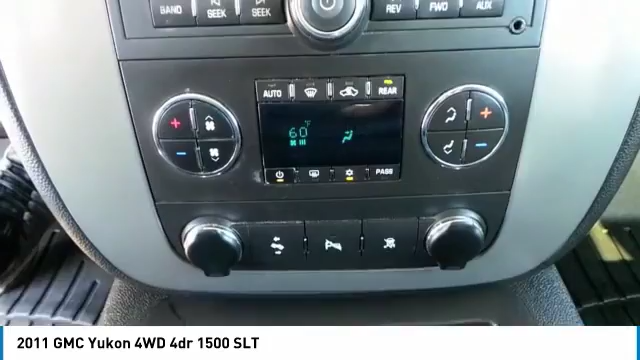 BAND SEEK SEEK REV FWD AUX
AUTO REAR
60°F
PASS
2011 GMC Yukon 4WD 4dr 1500 SLT